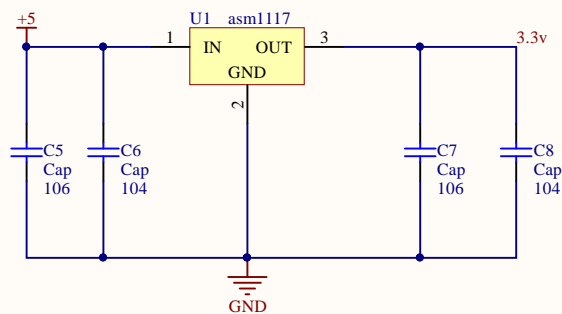 +5
U1 asm1117
1 IN OUT 3
3.3v
GND
2
C5
Cap
106
C6
Cap
104
C7
Cap
106
C8
Cap
104
GND